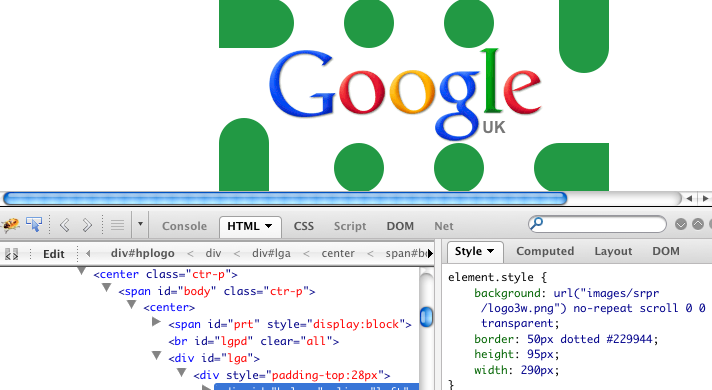 Google
UK
Console HTML CSS Script DOM Net
Edit div#hplogo < div < div#lga < center < span#b
Style Computed Layout DOM
<center class="ctr-p">
<span id="body" class="ctr-p">
<center>
<span id="prt" style="display:block">
<br id="lgpd" clear="all">
<div id="lga">
<div style="padding-top:28px">
element.style {
background: url("images/srpr
/logo3w.png") no-repeat scroll 0 0
transparent;
border: 50px dotted #229944;
height: 95px;
width: 290px;
}